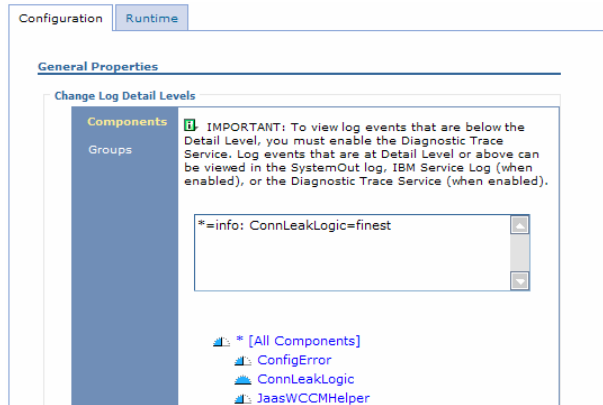 Configuration
Runtime
General Properties
Change Log Detail Levels
Components
Groups
IMPORTANT: To view log events that are below the
Detail Level, you must enable the Diagnostic Trace
Service. Log events that are at Detail Level or above can
be viewed in the SystemOut log, IBM Service Log (when
enabled), or the Diagnostic Trace Service (when enabled).
*=info: ConnLeakLogic=finest
* [All Components]
ConfigError
ConnLeakLogic
JaasWCCMHelper